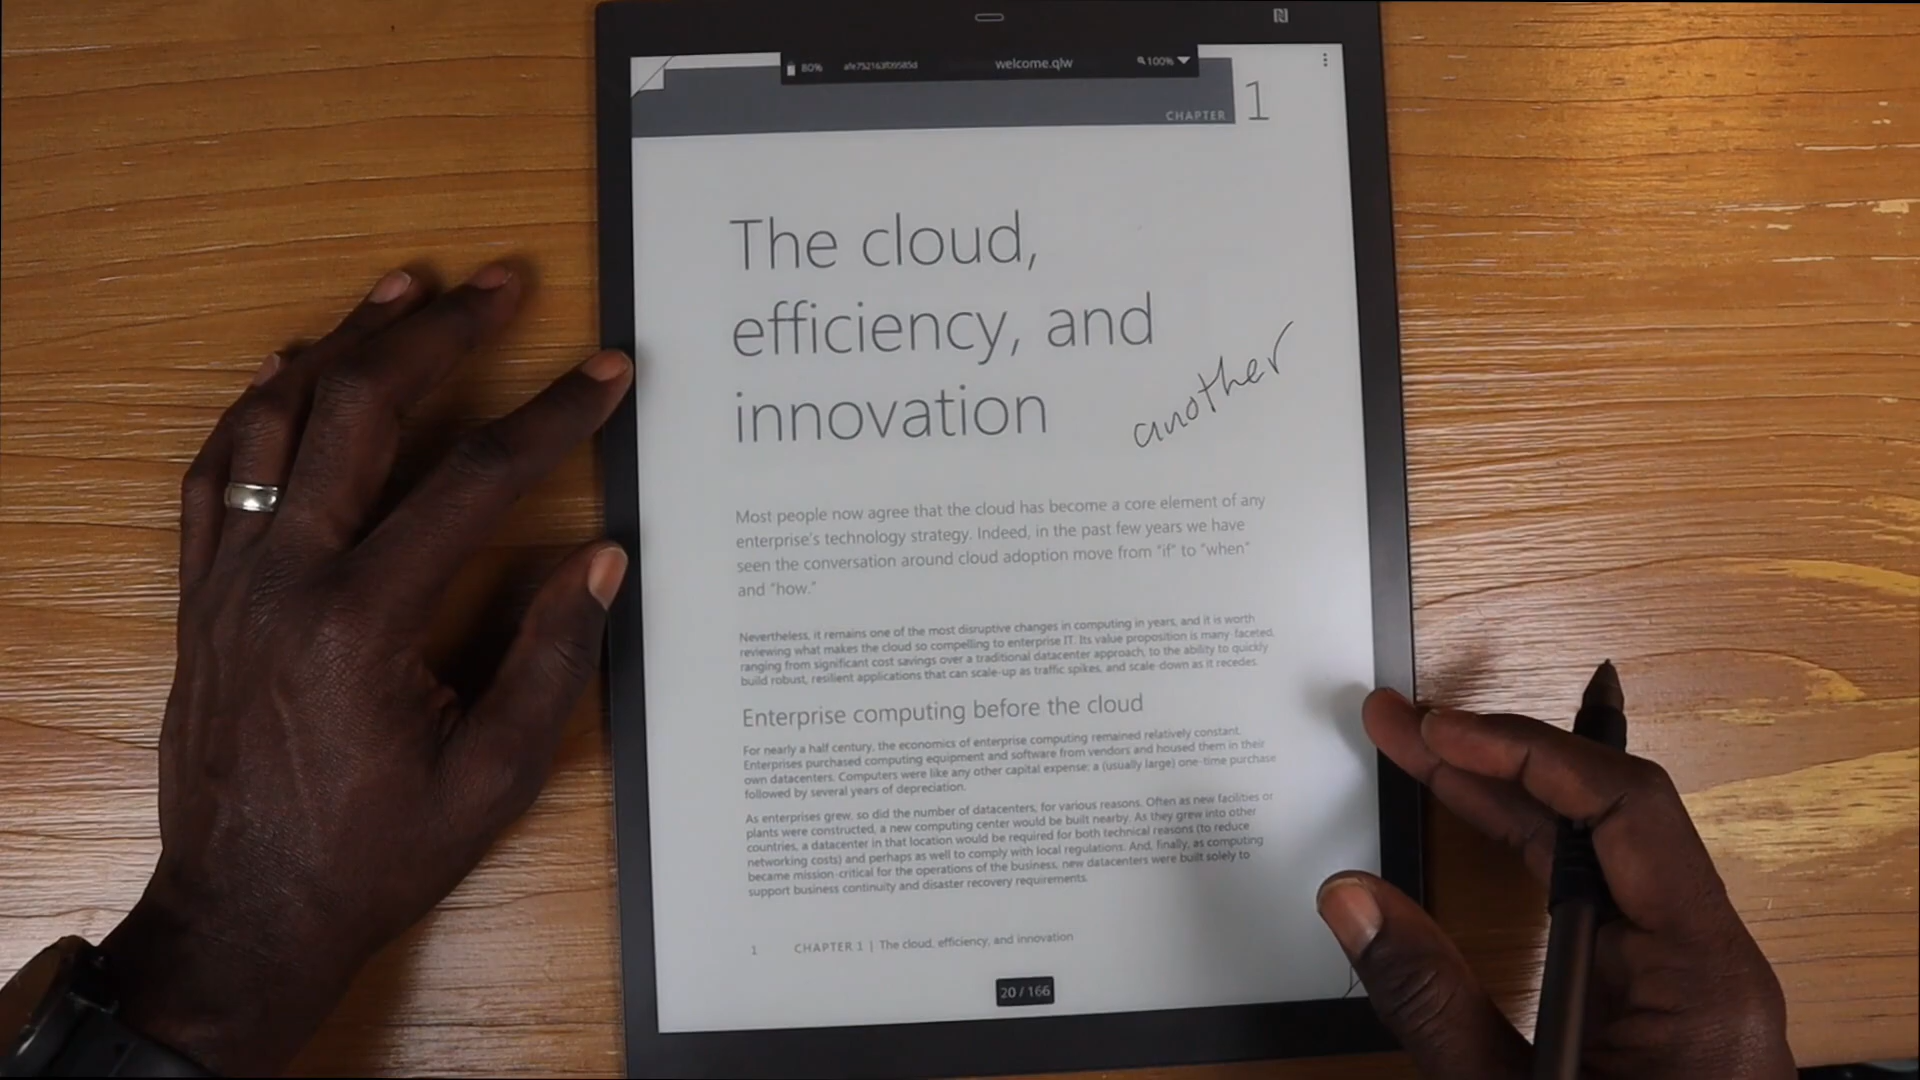 80%
welcome.qlw
100%
CHAPTER 1
The cloud,
efficiency, and
innovation
another
Most people now agree that the cloud has become a core element of any
enterprise's technology strategy. Indeed, in the past few years we have
seen the conversation around cloud adoption move from "if" to "when"
and "how."
Nevertheless, it remains one of the most disruptive changes in computing in years, and it is worth
reviewing what makes the cloud so compelling to enterprise IT. Its value proposition is many-faceted,
ranging from significant cost savings over a traditional datacenter approach, to the ability to quickly
build robust, resilient applications that can scale-up as traffic spikes, and scale-down as it recedes.
Enterprise computing before the cloud
For nearly a half century, the economics of enterprise computing remained relatively constant.
Enterprises purchased computing equipment and software from vendors and housed them in their
own datacenters. Computers were like any other capital expense: a (usually large) one-time purchase
followed by several years of depreciation.
As enterprises grew, so did the number of datacenters, for various reasons. Often as new facilities or
plants were constructed, a new computing center would be built nearby. As they grew into other
countries, a datacenter in that location would be required for both technical reasons (to reduce
networking costs) and perhaps as well to comply with local regulations. And, finally, as computing
became mission-critical for the operations of the business, new datacenters were built solely to
support business continuity and disaster recovery requirements.
1 CHAPTER 1 | The cloud, efficiency, and innovation
20 / 166